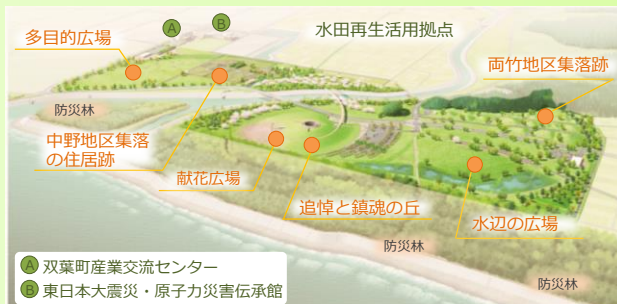 A
B
水田再生活用拠点
多目的広場
両竹地区集落跡
防災林
中野地区集落
の住居跡
献花広場
追悼と鎮魂の丘
水辺の広場
防災林
防災林
A 双葉町産業交流センター
B 東日本大震災・原子力災害伝承館